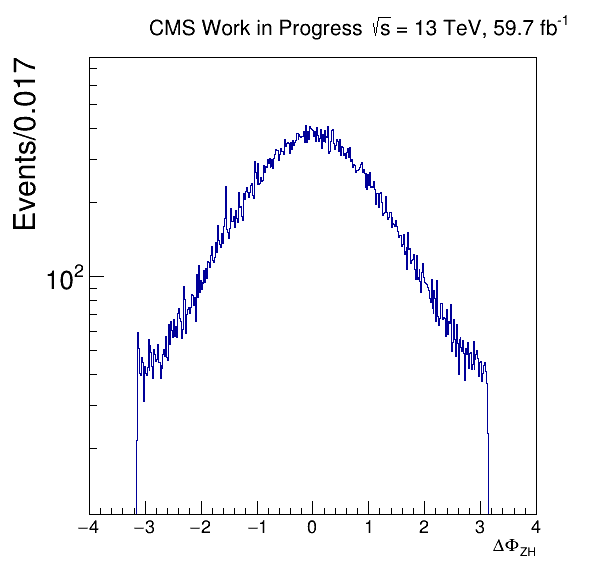 CMS Work in Progress √s = 13 TeV, 59.7 fb⁻¹
Events/0.017
10²
−4 −3 −2 −1 0 1 2 3 4
ΔΦ_ZH